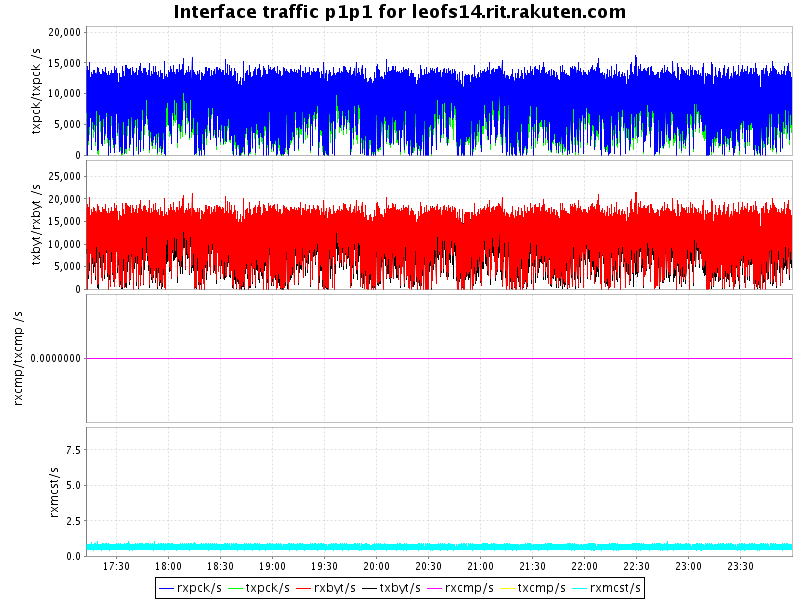 Interface traffic p1p1 for leofs14.rit.rakuten.com
txpck/txpck /s
20,000
15,000
10,000
5,000
0
txbyt/rxbyt /s
25,000
20,000
15,000
10,000
5,000
0
rxcmp/txcmp /s
0.0000000
rxmcst/s
7.5
5.0
2.5
0.0
17:30 18:00 18:30 19:00 19:30 20:00 20:30 21:00 21:30 22:00 22:30 23:00 23:30
rxpck/s txpck/s rxbyt/s txbyt/s rxcmp/s txcmp/s rxmcst/s